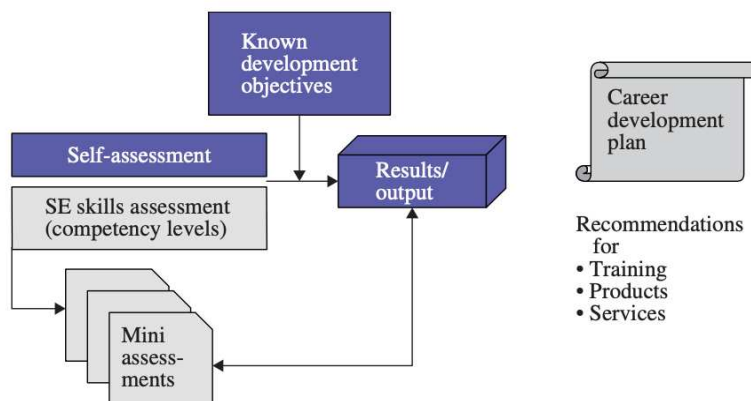 Known
development
objectives
Self-assessment
SE skills assessment
(competency levels)
Results/
output
Mini
assess-
ments
Career
development
plan
Recommendations
for
• Training
• Products
• Services